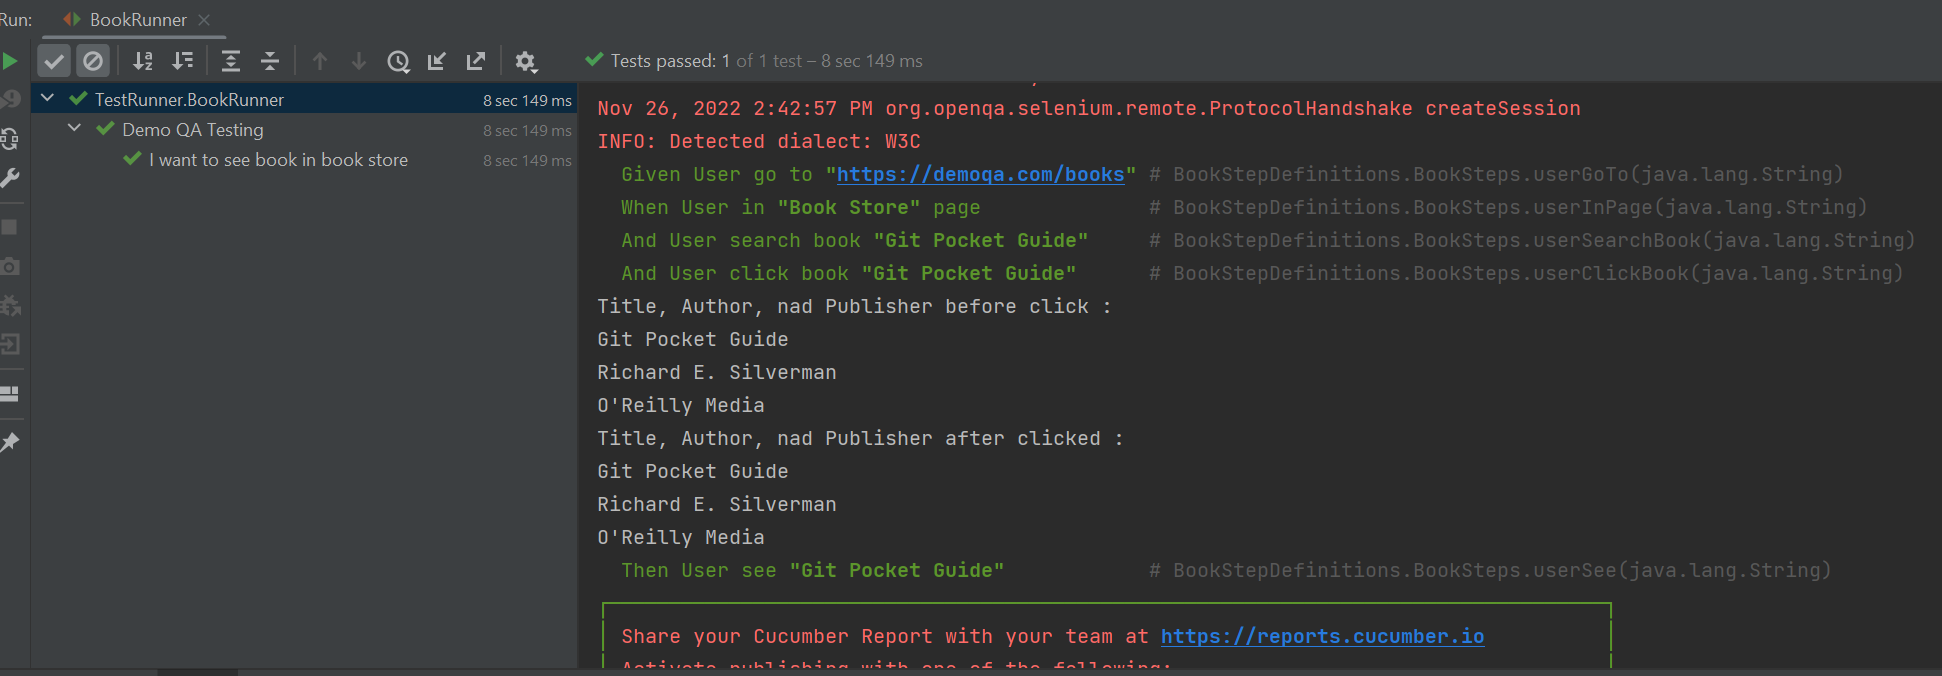 Run:
BookRunner
Tests passed: 1 of 1 test – 8 sec 149 ms
TestRunner.BookRunner 8 sec 149 ms
Demo QA Testing 8 sec 149 ms
I want to see book in book store 8 sec 149 ms
Nov 26, 2022 2:42:57 PM org.openqa.selenium.remote.ProtocolHandshake createSession
INFO: Detected dialect: W3C
Given User go to "https://demoqa.com/books" # BookStepDefinitions.BookSteps.userGoTo(java.lang.String)
When User in "Book Store" page # BookStepDefinitions.BookSteps.userInPage(java.lang.String)
And User search book "Git Pocket Guide" # BookStepDefinitions.BookSteps.userSearchBook(java.lang.String)
And User click book "Git Pocket Guide" # BookStepDefinitions.BookSteps.userClickBook(java.lang.String)
Title, Author, nad Publisher before click :
Git Pocket Guide
Richard E. Silverman
O'Reilly Media
Title, Author, nad Publisher after clicked :
Git Pocket Guide
Richard E. Silverman
O'Reilly Media
Then User see "Git Pocket Guide" # BookStepDefinitions.BookSteps.userSee(java.lang.String)
Share your Cucumber Report with your team at https://reports.cucumber.io
Activate publishing with one of the following: